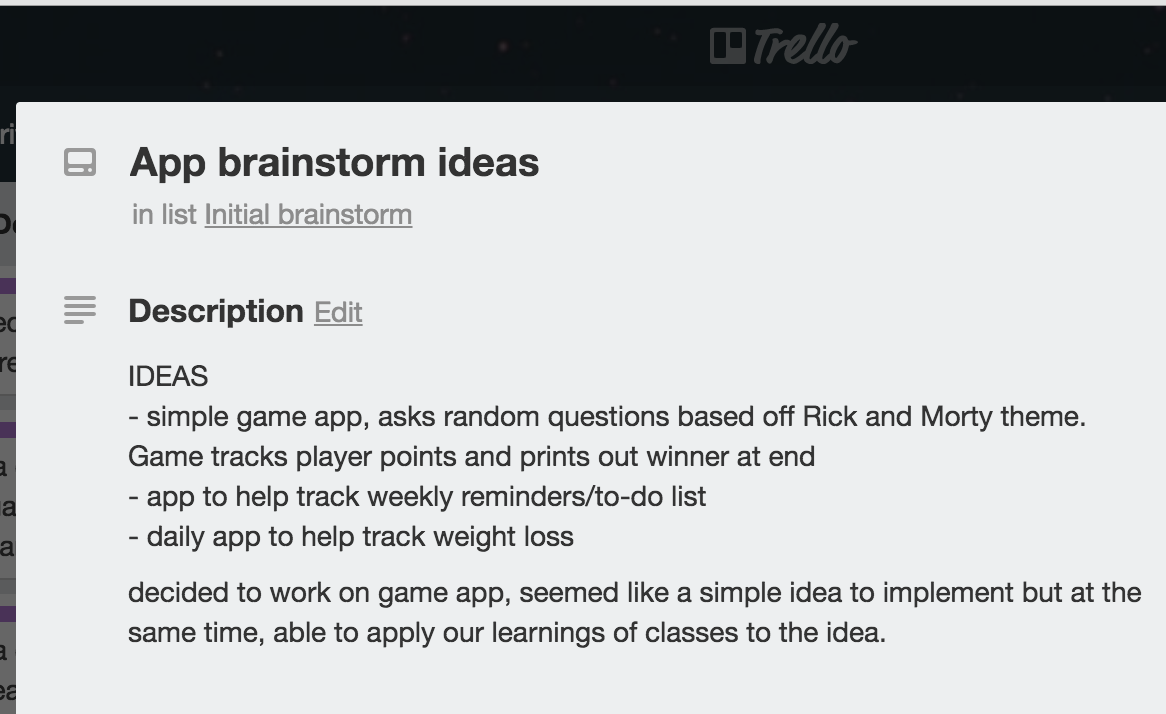 Trello
App brainstorm ideas
in list Initial brainstorm
Description Edit
IDEAS
- simple game app, asks random questions based off Rick and Morty theme.
Game tracks player points and prints out winner at end
- app to help track weekly reminders/to-do list
- daily app to help track weight loss
decided to work on game app, seemed like a simple idea to implement but at the
same time, able to apply our learnings of classes to the idea.